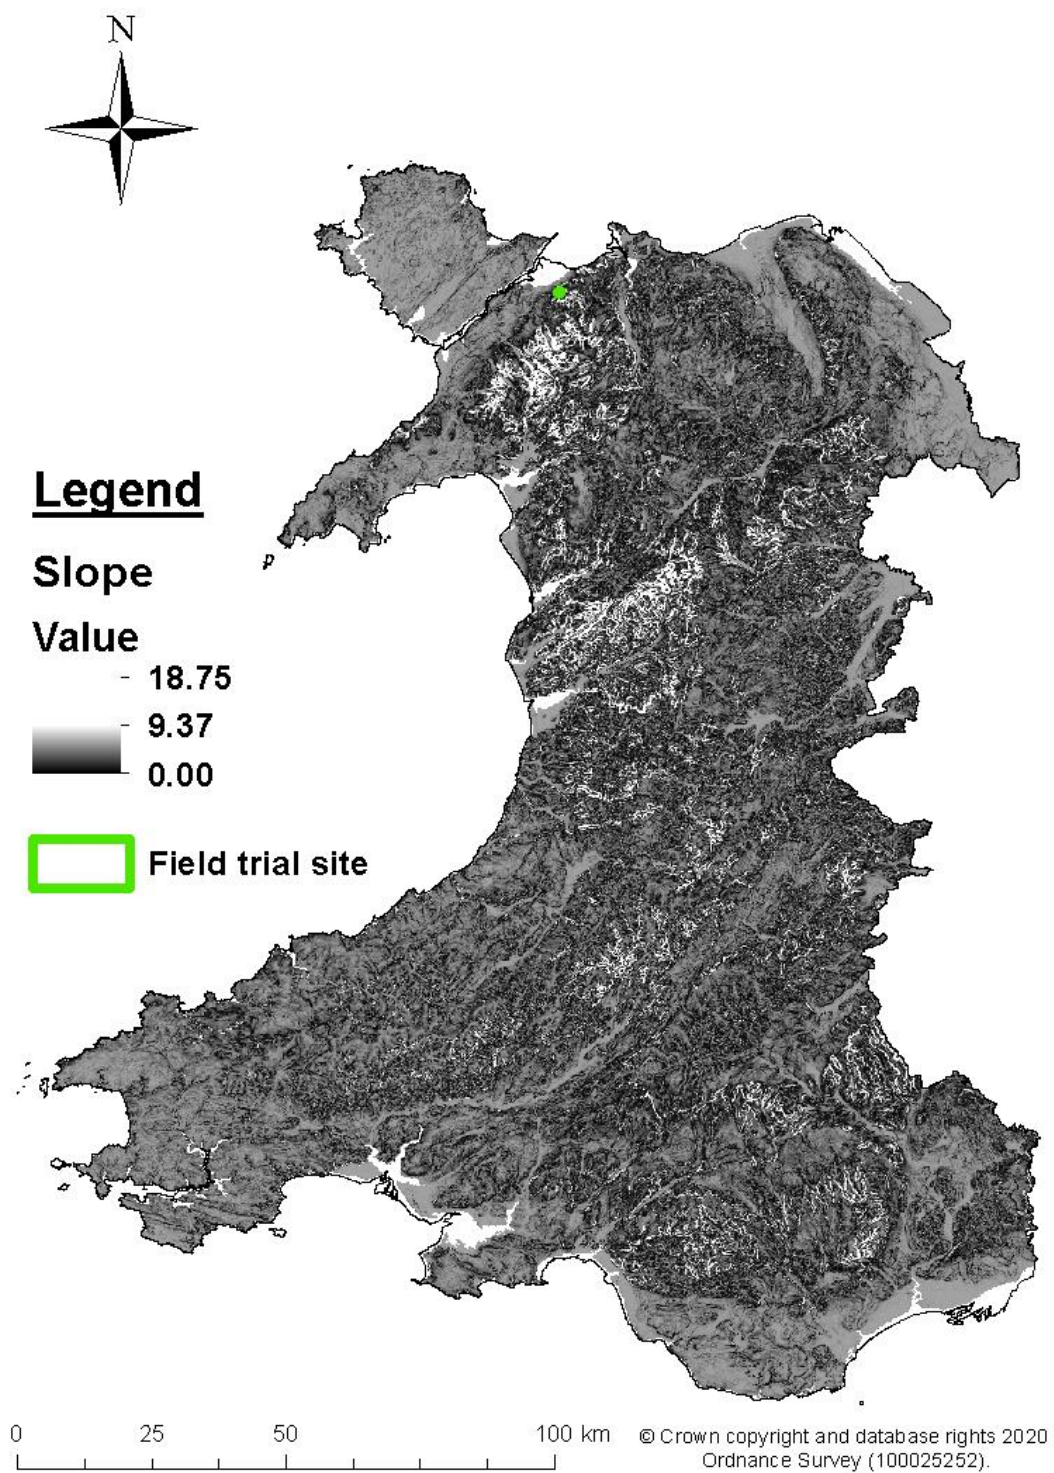 N
Legend
Slope
Value
18.75
9.37
0.00
Field trial site
0 25 50 100 km
© Crown copyright and database rights 2020
Ordnance Survey (100025252).